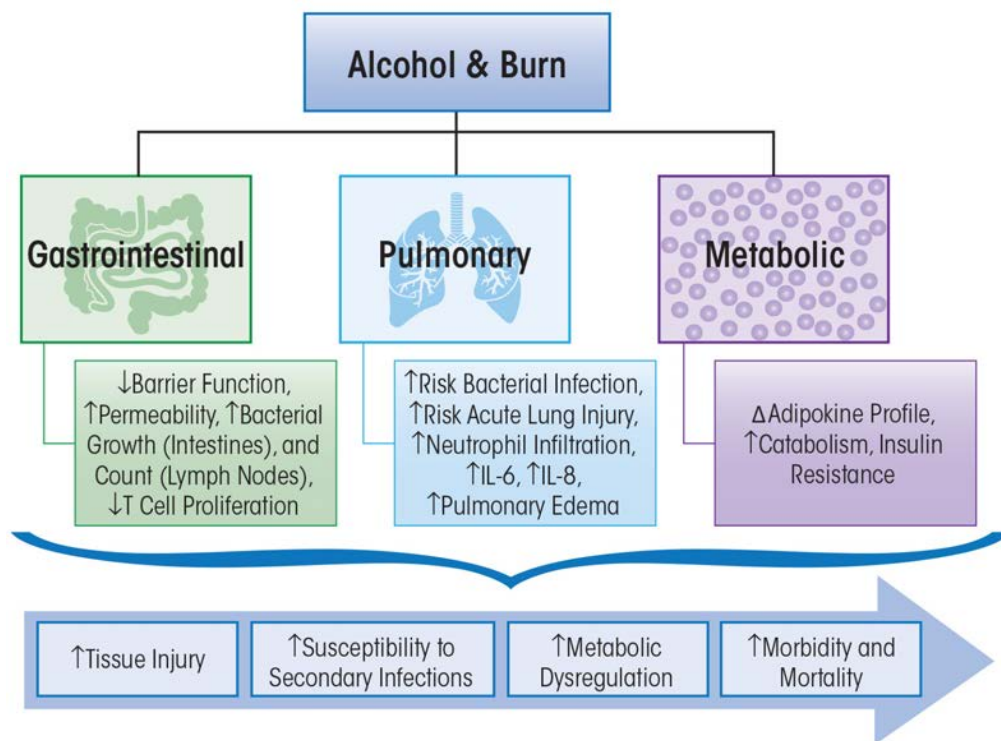 Alcohol & Burn
Gastrointestinal
Pulmonary
Metabolic
↓Barrier Function,
↑Permeability, ↑Bacterial
Growth (Intestines), and
Count (Lymph Nodes),
↓T Cell Proliferation
↑Risk Bacterial Infection,
↑Risk Acute Lung Injury,
↑Neutrophil Infiltration,
↑IL-6, ↑IL-8,
↑Pulmonary Edema
Δ Adipokine Profile,
↑Catabolism, Insulin
Resistance
↑Tissue Injury
↑Susceptibility to
Secondary Infections
↑Metabolic
Dysregulation
↑Morbidity and
Mortality